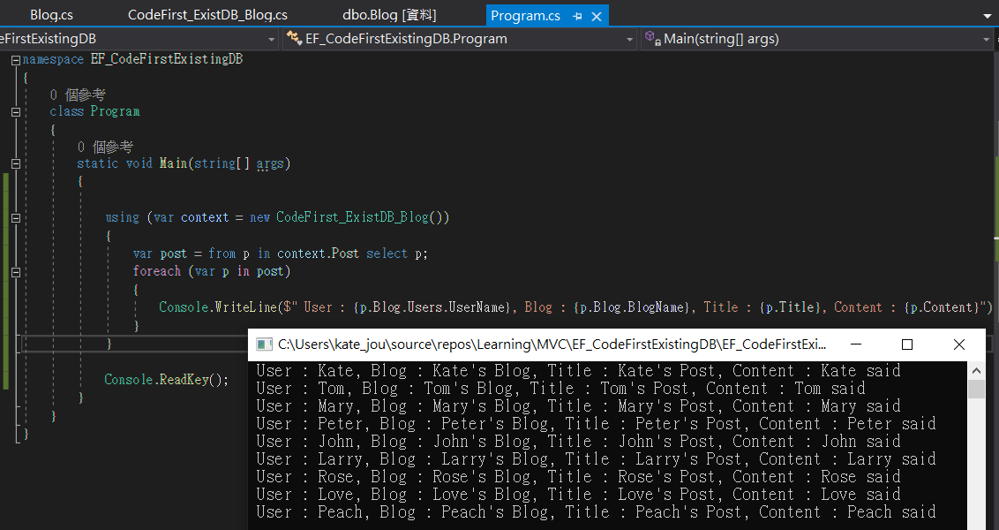 Blog.cs CodeFirst_ExistDB_Blog.cs dbo.Blog [資料] Program.cs
eFirstExistingDB EF_CodeFirstExistingDB.Program Main(string[] args)
namespace EF_CodeFirstExistingDB
{
0 個參考
class Program
{
0 個參考
static void Main(string[] args)
{
using (var context = new CodeFirst_ExistDB_Blog())
{
var post = from p in context.Post select p;
foreach (var p in post)
{
Console.WriteLine($" User : {p.Blog.Users.UserName}, Blog : {p.Blog.BlogName}, Title : {p.Title}, Content : {p.Content}")
}
}
Console.ReadKey();
}
}
}
C:\Users\kate_jou\source\repos\Learning\MVC\EF_CodeFirstExistingDB\EF_CodeFirstExi...
User : Kate, Blog : Kate's Blog, Title : Kate's Post, Content : Kate said
User : Tom, Blog : Tom's Blog, Title : Tom's Post, Content : Tom said
User : Mary, Blog : Mary's Blog, Title : Mary's Post, Content : Mary said
User : Peter, Blog : Peter's Blog, Title : Peter's Post, Content : Peter said
User : John, Blog : John's Blog, Title : John's Post, Content : John said
User : Larry, Blog : Larry's Blog, Title : Larry's Post, Content : Larry said
User : Rose, Blog : Rose's Blog, Title : Rose's Post, Content : Rose said
User : Love, Blog : Love's Blog, Title : Love's Post, Content : Love said
User : Peach, Blog : Peach's Blog, Title : Peach's Post, Content : Peach said